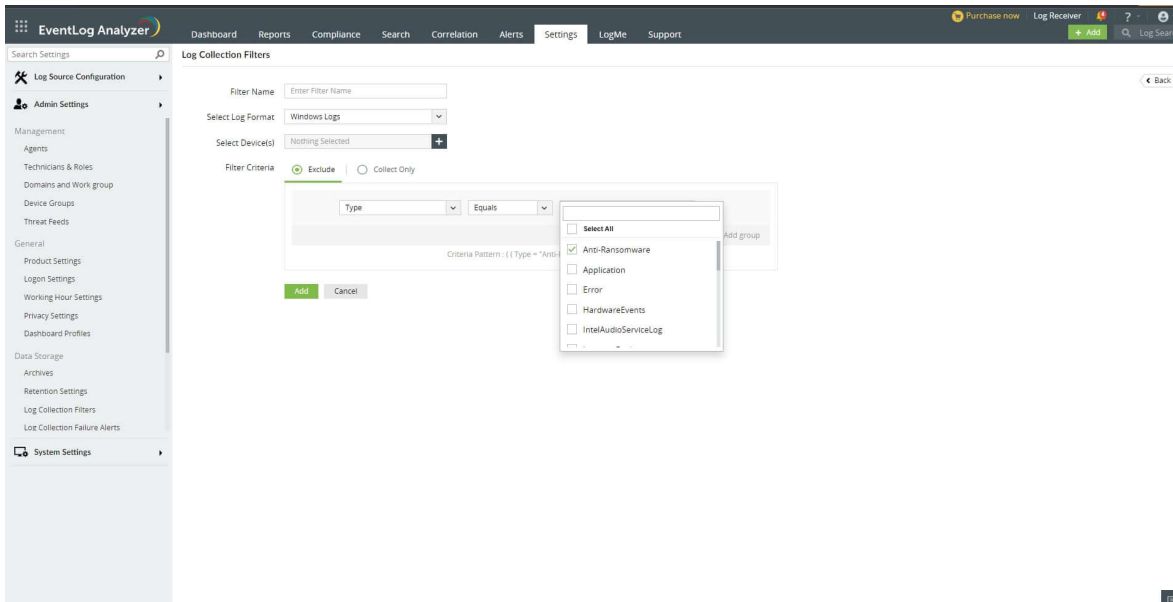 Purchase now Log Receiver ?
EventLog Analyzer
Dashboard Reports Compliance Search Correlation Alerts Settings LogMe Support
+ Add Log Sear
Search Settings
Log Collection Filters
Log Source Configuration
Back
Admin Settings
Filter Name Enter Filter Name
Select Log Format Windows Logs
Management
Select Device(s) Nothing Selected +
Agents
Technicians & Roles
Filter Criteria Exclude Collect Only
Domains and Work group
Device Groups
Type Equals
Threat Feeds
Select All
Add group
General
Anti-Ransomware
Criteria Pattern : ( ( Type = "Anti-
Product Settings
Application
Logon Settings
Error
Add Cancel
Working Hour Settings
HardwareEvents
Privacy Settings
IntelAudioServiceLog
Dashboard Profiles
Data Storage
Archives
Retention Settings
Log Collection Filters
Log Collection Failure Alerts
System Settings